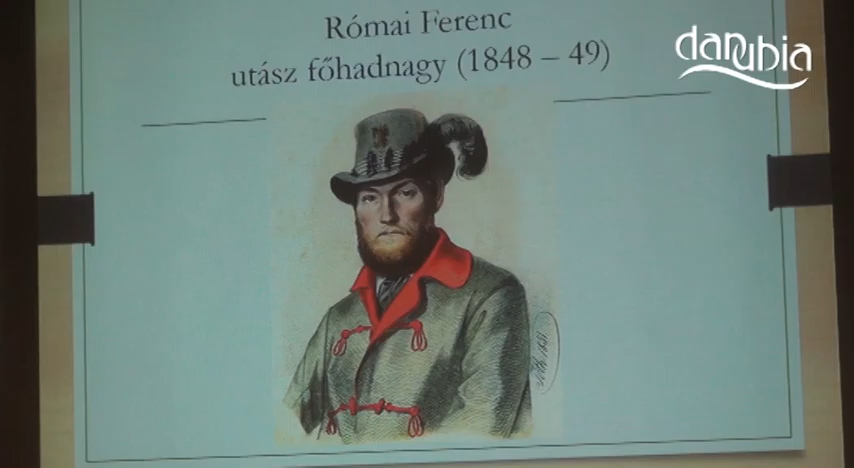 Római Ferenc
utász főhadnagy (1848 – 49)
danubia